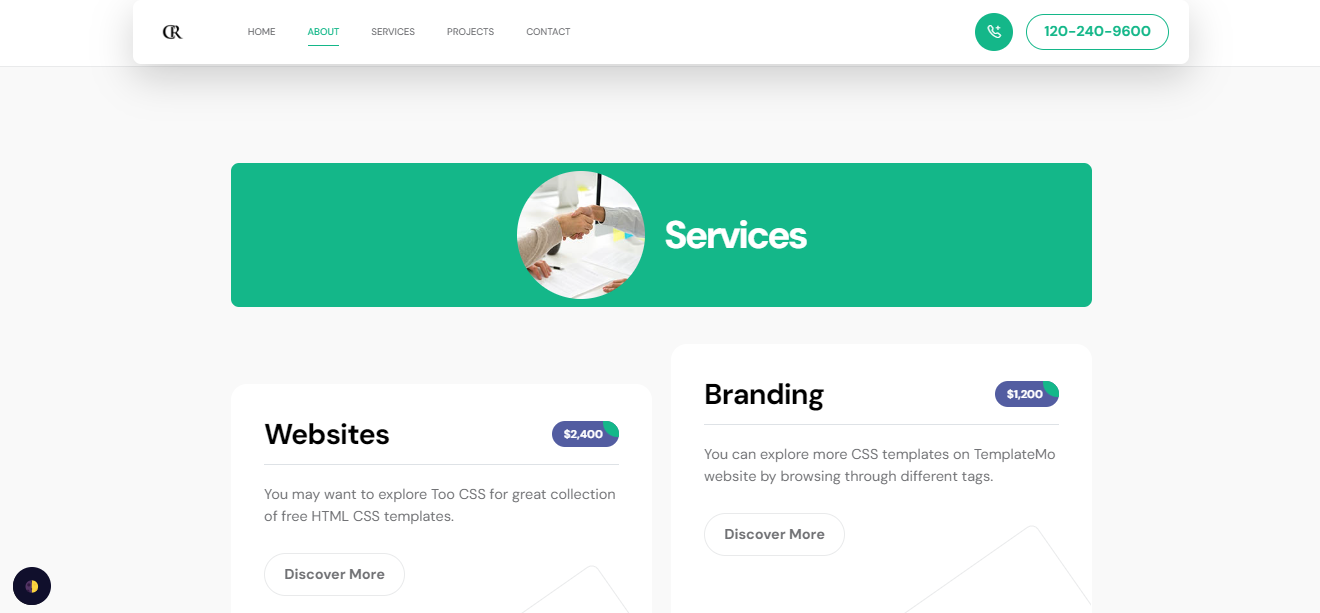 CR
HOME
ABOUT
SERVICES
PROJECTS
CONTACT
120-240-9600
Services
Websites
$2,400
You may want to explore Too CSS for great collection
of free HTML CSS templates.
Discover More
Branding
$1,200
You can explore more CSS templates on TemplateMo
website by browsing through different tags.
Discover More